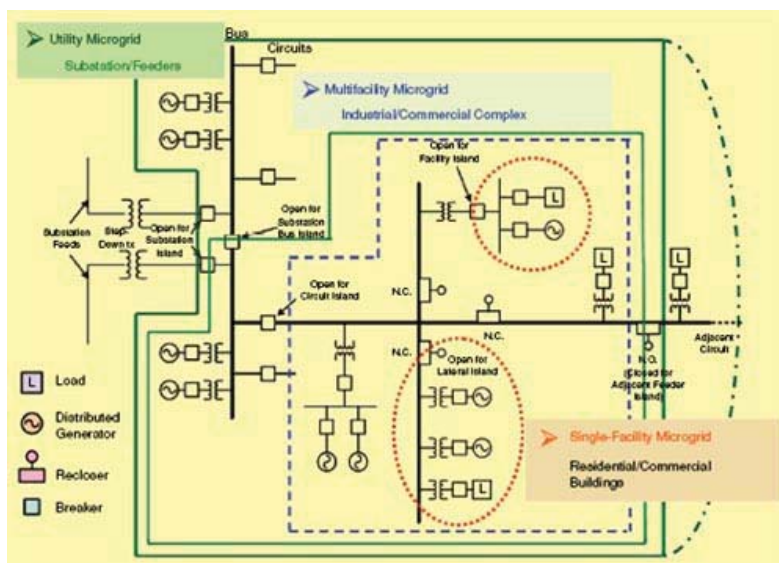 Utility Microgrid
Substation/Feeders
Bus
Circuits
Multifacility Microgrid
Industrial/Commercial Complex
Open for
Facility Island
L
Substation
Feeds
Step-
Down tx
Open for
Substation
Island
Open for
Substation
Bus Island
Open for
Circuit Island
N.C.
N.C.
N.C.
Open for
Lateral Island
L
L
N.O.
(Closed for
Adjacent Feeder
Island)
Adjacent
Circuit
L
L
Load
Distributed
Generator
Recloser
Breaker
Single-Facility Microgrid
Residential/Commercial
Buildings